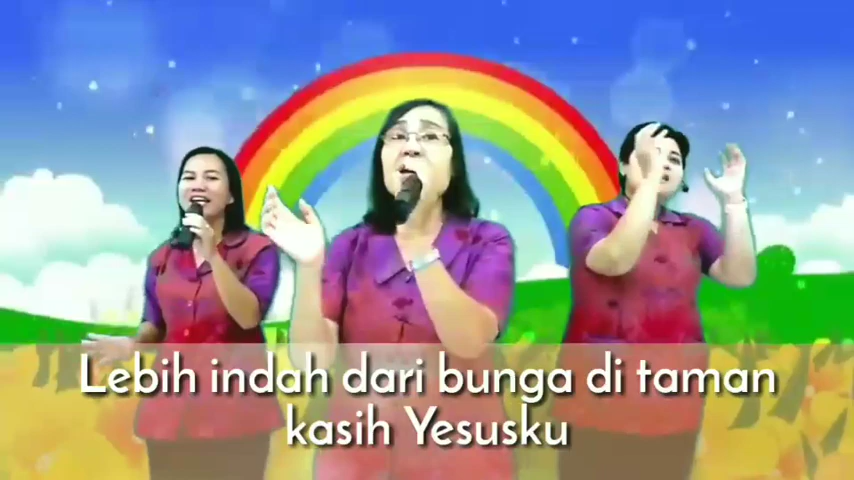 Lebih indah dari bunga di taman
kasih Yesusku